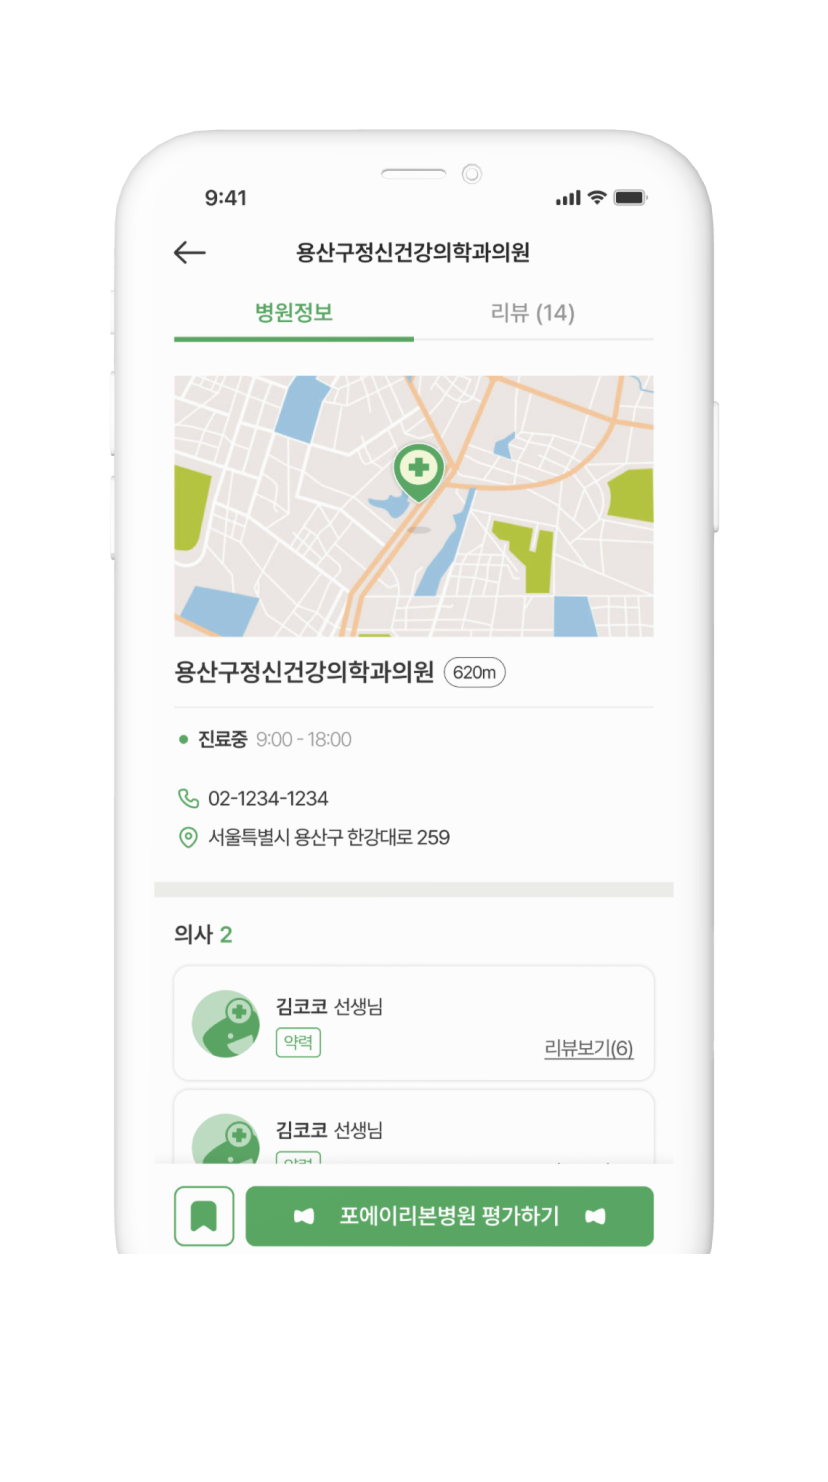 9:41
용산구정신건강의학과의원
병원정보
리뷰 (14)
용산구정신건강의학과의원 620m
진료중 9:00 - 18:00
02-1234-1234
서울특별시 용산구 한강대로 259
의사 2
김코코 선생님
약력
리뷰보기(6)
김코코 선생님
약력
포에이리본병원 평가하기